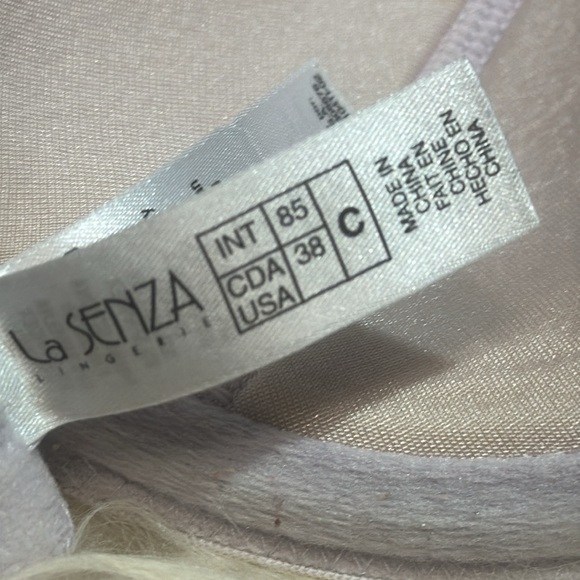 La SENZA
LINGERIE
INT 85 C
CDA 38
USA
MADE IN
CHINA
FAIT EN
CHINE
HECHO EN
CHINA